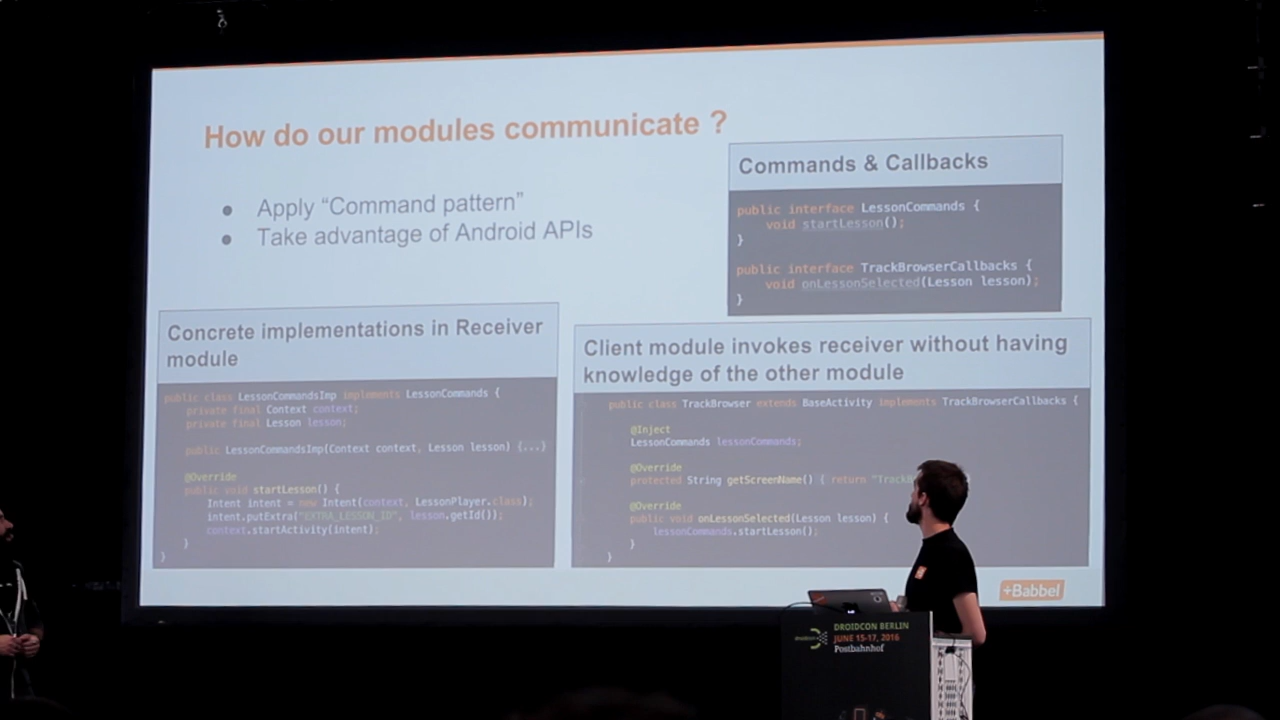 How do our modules communicate ?
● Apply “Command pattern”
● Take advantage of Android APIs
Commands & Callbacks
public interface LessonCommands {
void startLesson();
}
public interface TrackBrowserCallbacks {
void onLessonSelected(Lesson lesson);
}
Concrete implementations in Receiver
module
public class LessonCommandsImp implements LessonCommands {
private final Context context;
private final Lesson lesson;
public LessonCommandsImp(Context context, Lesson lesson) {...}
@Override
public void startLesson() {
Intent intent = new Intent(context, LessonPlayer.class);
intent.putExtra("EXTRA_LESSON_ID", lesson.getId());
context.startActivity(intent);
}
}
Client module invokes receiver without having
knowledge of the other module
public class TrackBrowser extends BaseActivity implements TrackBrowserCallbacks {
@Inject
LessonCommands lessonCommands;
@Override
protected String getScreenName() { return "TrackB
@Override
public void onLessonSelected(Lesson lesson) {
lessonCommands.startLesson();
}
}
+Babbel
droidcon
DROIDCON BERLIN
JUNE 15-17, 2016
Postbahnhof